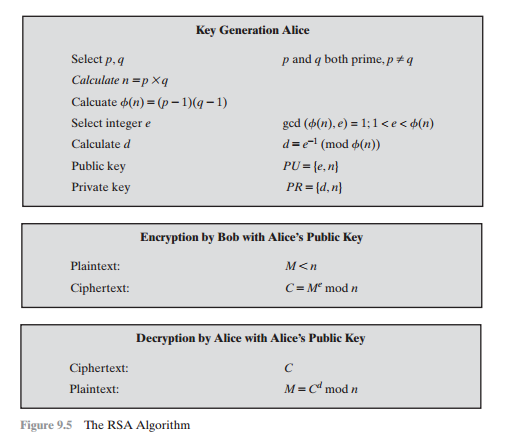 Key Generation Alice
Select p, q p and q both prime, p ≠ q
Calculate n = p × q
Calcuate ϕ(n) = (p − 1)(q − 1)
Select integer e gcd (ϕ(n), e) = 1; 1 < e < ϕ(n)
Calculate d d ≡ e⁻¹ (mod ϕ(n))
Public key PU = {e, n}
Private key PR = {d, n}
Encryption by Bob with Alice’s Public Key
Plaintext: M < n
Ciphertext: C = Mᵉ mod n
Decryption by Alice with Alice’s Public Key
Ciphertext: C
Plaintext: M = Cᵈ mod n
Figure 9.5 The RSA Algorithm